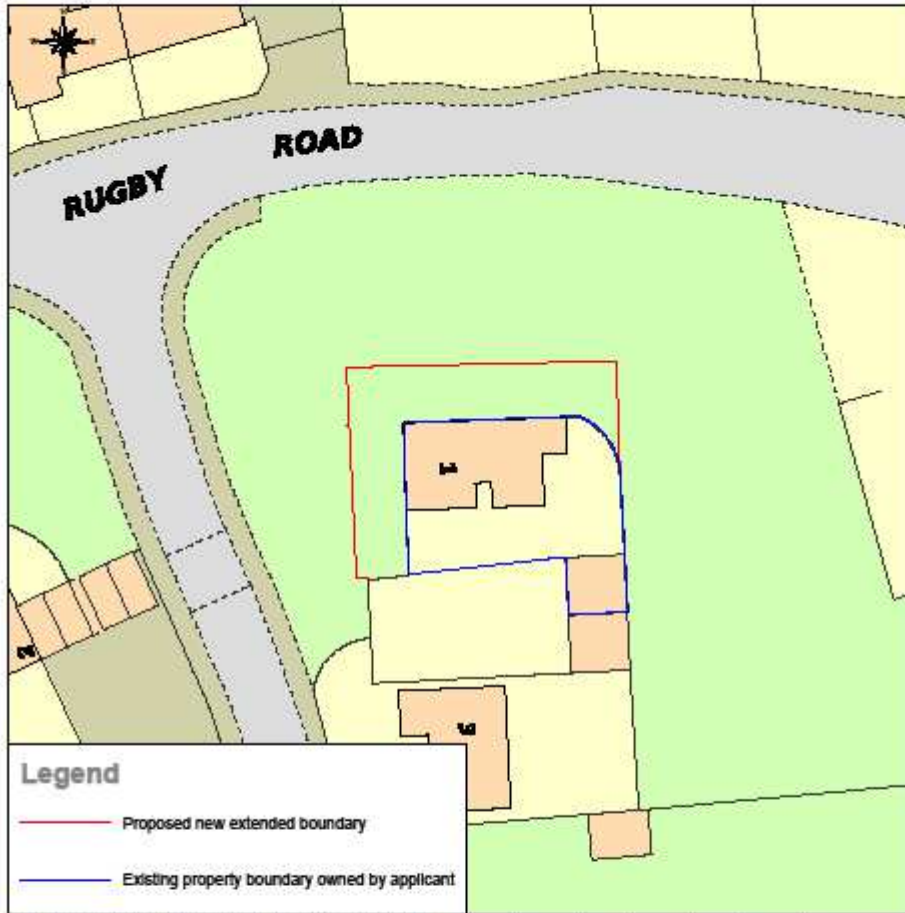 RUGBY ROAD
Legend
Proposed new extended boundary
Existing property boundary owned by applicant